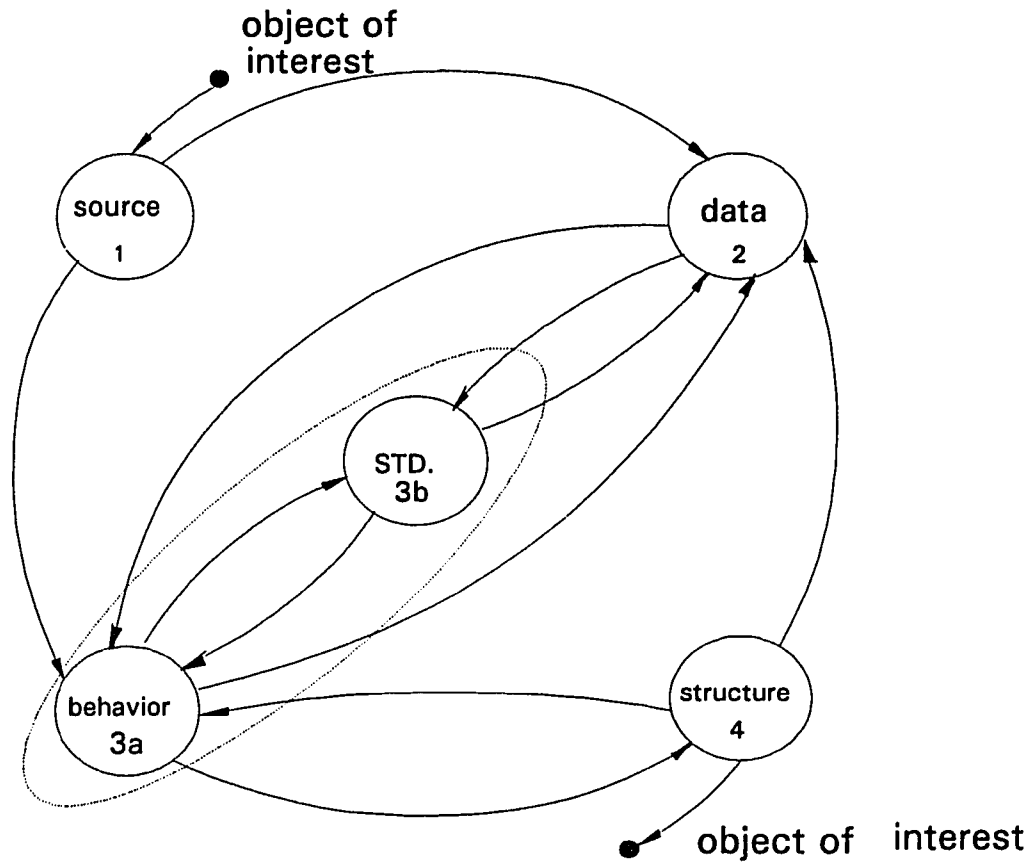 object of
interest
source
1
data
2
STD.
3b
behavior
3a
structure
4
object of interest